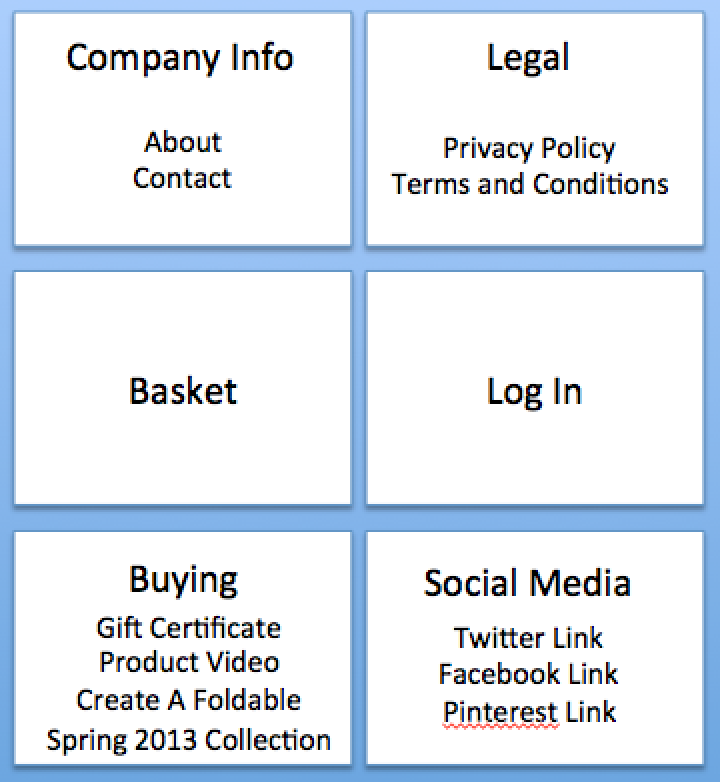 Company Info
About
Contact
Legal
Privacy Policy
Terms and Conditions
Basket
Log In
Buying
Gift Certificate
Product Video
Create A Foldable
Spring 2013 Collection
Social Media
Twitter Link
Facebook Link
Pinterest Link